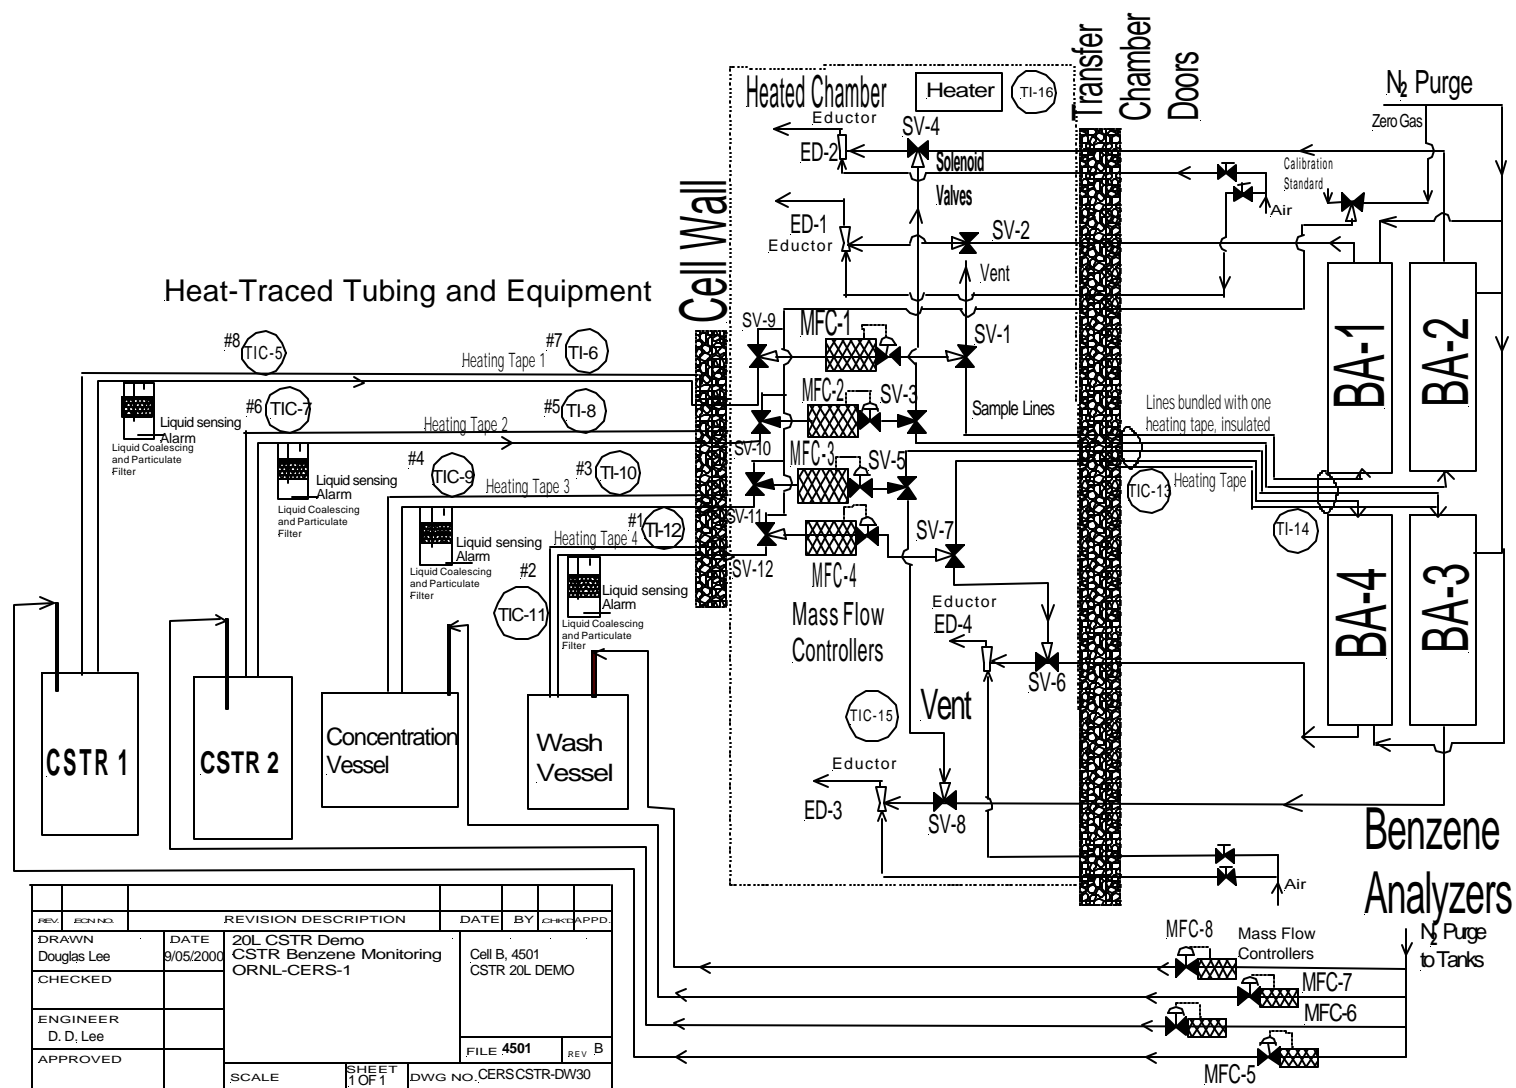 Heated Chamber
Heater
TI-16
Transfer
Chamber
Doors
N2 Purge
Zero Gas
Eductor
SV-4
ED-2
Solenoid
Valves
Calibration
Standard
Air
Cell Wall
ED-1
Eductor
SV-2
Vent
Heat-Traced Tubing and Equipment
BA-1
BA-2
#8
TIC-5
#7
TI-6
Heating Tape 1
SV-9
MFC-1
SV-1
#6
TIC-7
#5
TI-8
Heating Tape 2
MFC-2
SV-3
Sample Lines
Lines bundled with one
heating tape, insulated
Liquid sensing
Alarm
Liquid Coalescing
and Particulate
Filter
SV-10
MFC-3
SV-5
#4
TIC-9
#3
TI-10
Heating Tape 3
TIC-13
Heating Tape
Liquid sensing
Alarm
Liquid Coalescing
and Particulate
Filter
SV-11
#1
TI-12
Heating Tape 4
SV-7
TI-14
Liquid sensing
Alarm
Liquid Coalescing
and Particulate
Filter
#2
TIC-11
SV-12
MFC-4
BA-4
BA-3
Liquid sensing
Alarm
Liquid Coalescing
and Particulate
Filter
Mass Flow
Controllers
Eductor
ED-4
SV-6
TIC-15
Vent
CSTR 1
CSTR 2
Concentration
Vessel
Wash
Vessel
Eductor
ED-3
SV-8
Benzene
Analyzers
Air
MFC-8
Mass Flow
Controllers
N2 Purge
to Tanks
MFC-7
MFC-6
MFC-5
REV. ECN NO. REVISION DESCRIPTION DATE BY CHK'D APPD.
DRAWN
Douglas Lee
DATE
9/05/2000
20L CSTR Demo
CSTR Benzene Monitoring
ORNL-CERS-1
Cell B, 4501
CSTR 20L DEMO
CHECKED
ENGINEER
D. D. Lee
APPROVED
FILE 4501
REV B
SCALE
SHEET
1 OF 1
DWG NO. CERSCSTR-DW30